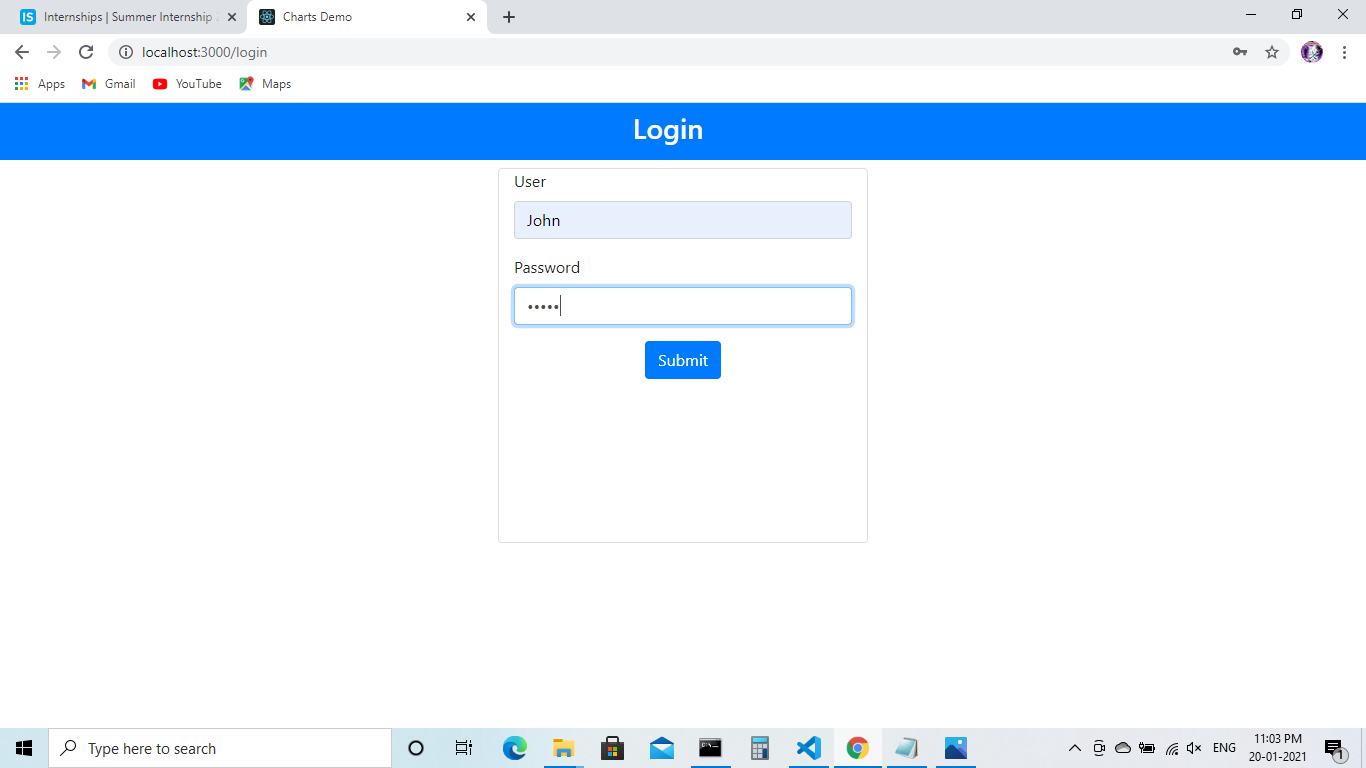 IS Internships | Summer Internship
Charts Demo
localhost:3000/login
Apps Gmail YouTube Maps
Login
User
John
Password
•••••
Submit
Type here to search
ENG
11:03 PM
20-01-2021
1